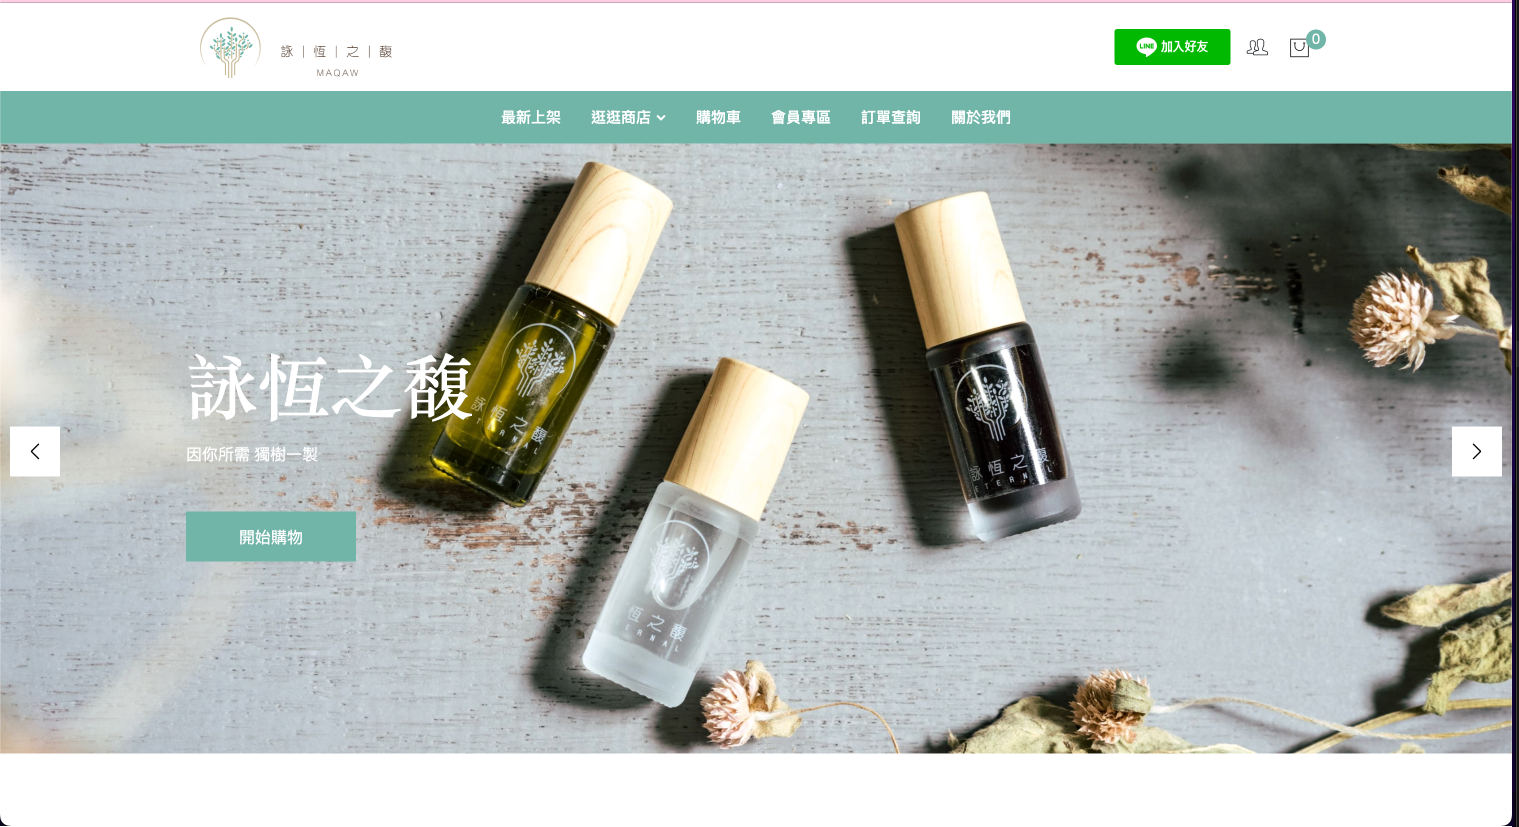 詠｜恆｜之｜馥
MAQAW
LINE 加入好友
0
最新上架 逛逛商店 購物車 會員專區 訂單查詢 關於我們
詠恆之馥
因你所需 獨樹一製
開始購物
詠恆之馥
ETERNAL
詠恆之馥
ETERN
恆之馥
ERNAL